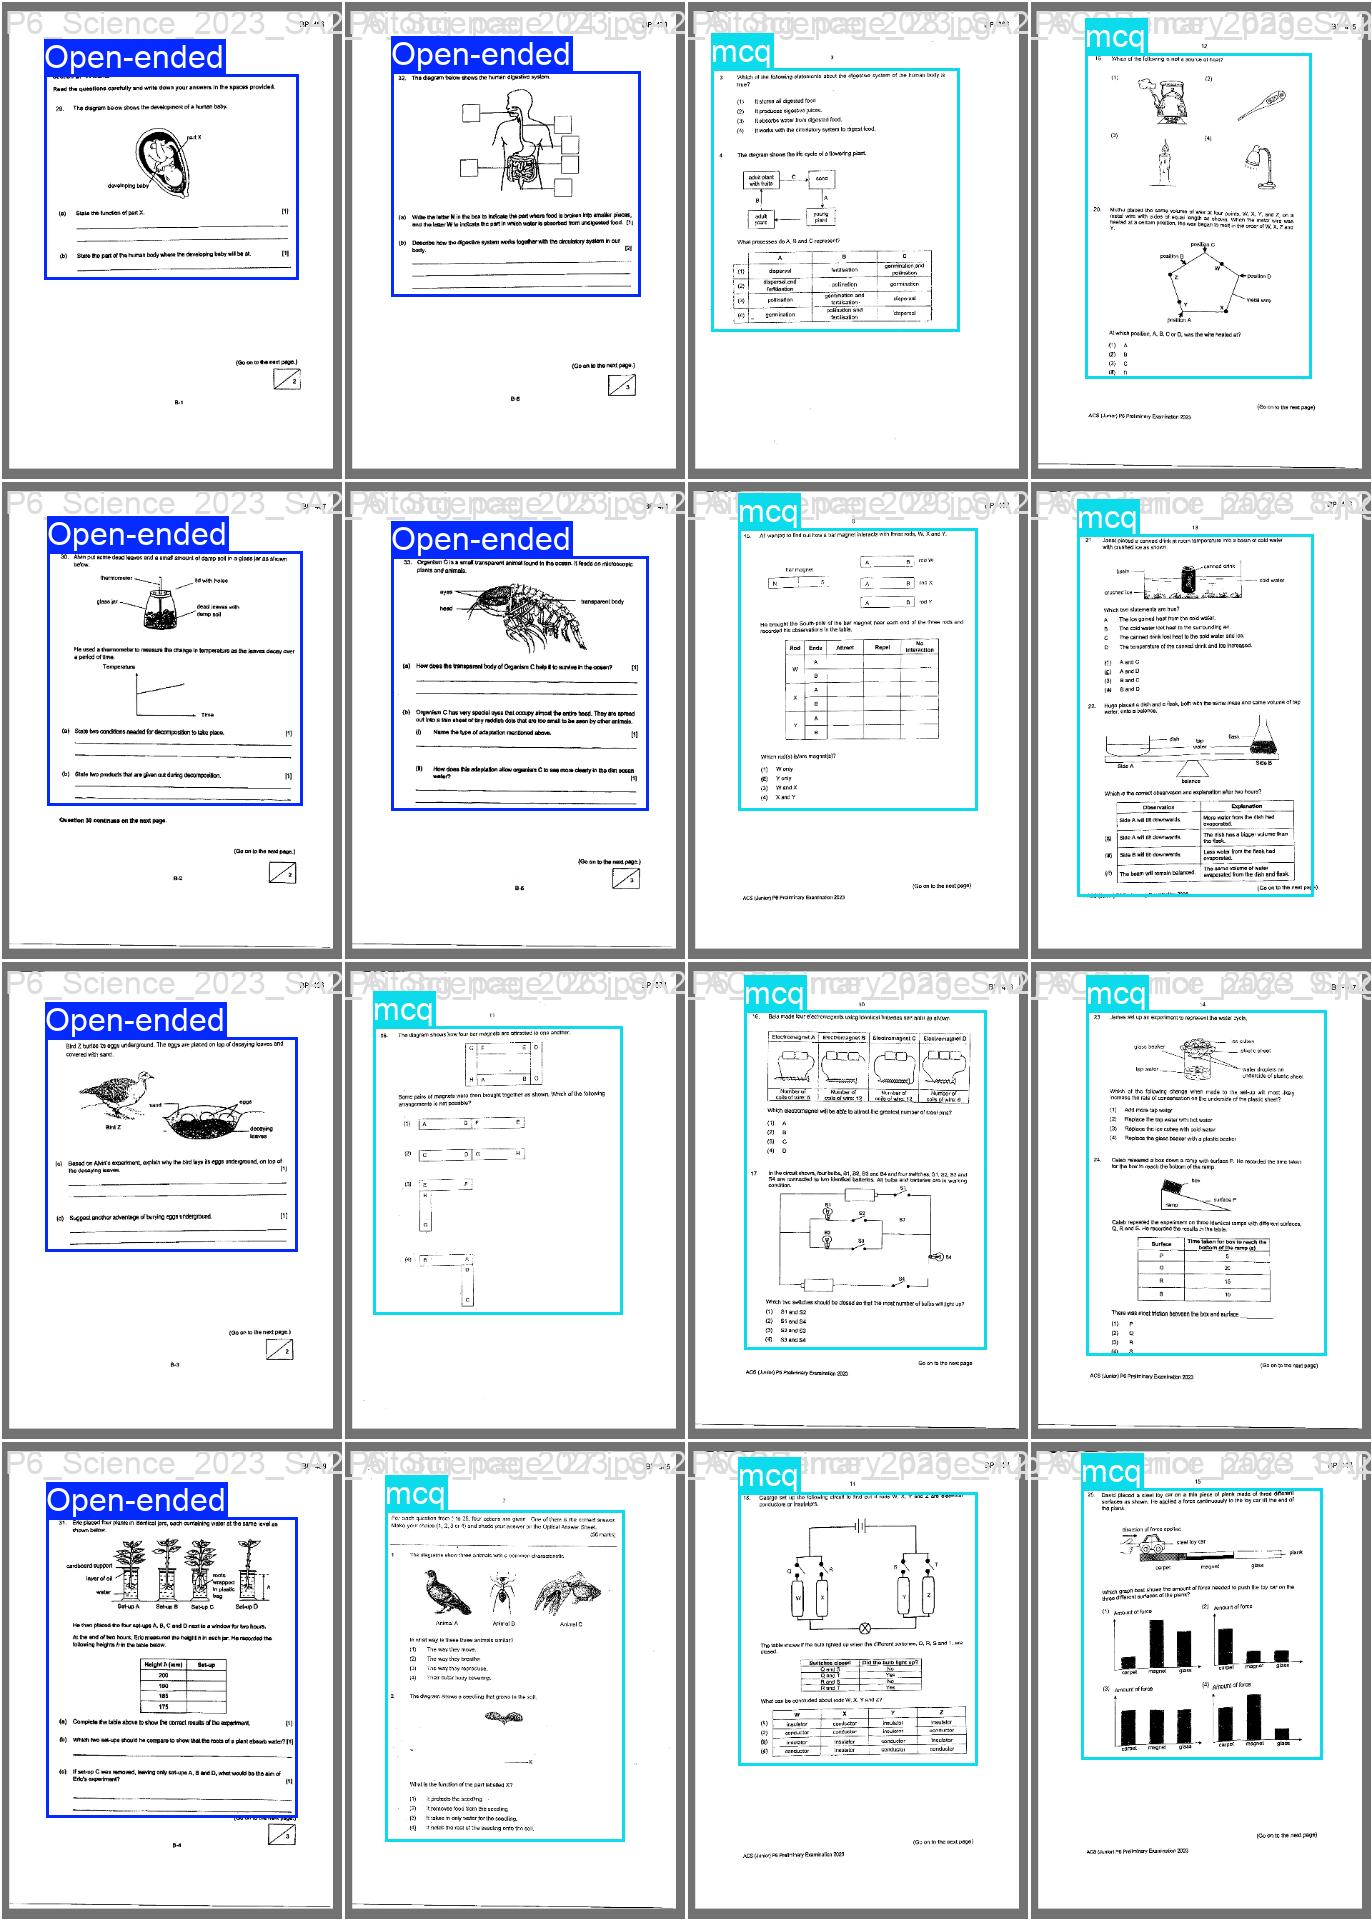 Open-ended
Read the questions carefully and write down your answers in the spaces provided.
29. The diagram below shows the development of a human baby.
part X
developing baby
(a) State the function of part X. [1]
(b) State the part of the human body where the developing baby will be at. [1]
(Go on to the next page.)
2
B-1
Open-ended
32. The diagram below shows the human digestive system.
(a) Write the letter N in the box to indicate the part where food is broken into smaller pieces,
and the letter W to indicate the part in which water is absorbed from undigested food. [1]
(b) Describe how the digestive system works together with the circulatory system in our
body. [2]
(Go on to the next page.)
3
mcq
3
3 Which of the following statements about the digestive system of the human body is
true?
(1) It stores all digested food
(2) It produces digestive juices.
(3) It absorbs water from digested food.
(4) It works with the circulatory system to digest food.
4 The diagram shows the life cycle of a flowering plant.
adult plant
with fruits
C
seed
B
A
adult
plant
young
plant
What processes do A, B and C represent?
A B C
(1) dispersal fertilisation germination and
pollination
(2) dispersal and
fertilisation pollination germination
(3) pollination germination and
fertilisation dispersal
(4) germination pollination and
fertilisation dispersal
mcq
12
(1) (2)
(3) (4)
position C
position B
position D
metal wire
position A
At which position, A, B, C or D, was the wire heated at?
(1) A
(2) B
(3) C
(Go on to the next page)
ACS (Junior) P6 Preliminary Examination 2023
Open-ended
30. Alvin put some dead leaves and a small amount of damp soil in a glass jar as shown
below.
thermometer
lid with holes
glass jar
dead leaves with
damp soil
He used a thermometer to measure the change in temperature as the leaves decay over
a period of time.
Temperature
Time
(a) State two conditions needed for decomposition to take place. [1]
(b) State two products that are given out during decomposition. [1]
Question 30 continues on the next page.
(Go on to the next page.)
2
B-2
Open-ended
33. Organism C is a small transparent animal found in the ocean. It feeds on microscopic
plants and animals.
eyes
head
transparent body
(a) How does the transparent body of Organism C help it to survive in the ocean? [1]
(b) Organism C has very special eyes that occupy almost the entire head. They are spread
out into a thin sheet of tiny reddish dots that are too small to be seen by other animals.
(i) Name the type of adaptation mentioned above. [1]
(ii) How does this adaptation allow organism C to see more clearly in the dim ocean
water? [1]
(Go on to the next page.)
3
mcq
15. Ali wanted to find out how a bar magnet interacts with three rods, W, X and Y.
bar magnet
N S
A B rod W
A B rod X
A B rod Y
He brought the South-pole of the bar magnet near each end of the three rods and
recorded his observations in the table.
Rod Ends Attract Repel No
Interaction
W A
B
X A
B
Y A
B
Which rod(s) is/are magnet(s)?
(1) W only
(2) Y only
(3) W and X
(4) X and Y
(Go on to the next page)
ACS (Junior) P6 Preliminary Examination 2023
mcq
13
21. Jonal placed a canned drink at room temperature into a basin of cold water
with crushed ice as shown.
basin
canned drink
cold water
crushed ice
Which two statements are true?
A The ice gained heat from the cold water.
B The cold water lost heat to the surrounding air.
C The canned drink lost heat to the cold water and ice.
D The temperature of the canned drink and ice increased.
(1) A and C
(2) A and D
(3) B and C
(4) B and D
22. Hugo placed a dish and a flask, both with the same mass and same volume of tap
water, onto a balance.
dish
tap
water
flask
Side A
Side B
balance
Which is the correct observation and explanation after two hours?
Observation Explanation
Side A will tilt downwards. More water from the dish had
evaporated.
Side A will tilt downwards. The dish has a bigger volume than
the flask.
Side B will tilt downwards. Less water from the flask had
evaporated.
The beam will remain balanced. The same volume of water
evaporated from the dish and flask.
(Go on to the next page)
Open-ended
Bird Z buries its eggs underground. The eggs are placed on top of decaying leaves and
covered with sand.
sand
eggs
Bird Z
decaying
leaves
(c) Based on Alvin's experiment, explain why the bird lays its eggs underground, on top of
the decaying leaves. [1]
(d) Suggest another advantage of burying eggs underground. [1]
(Go on to the next page.)
2
B-3
mcq
11
The diagram shows how four bar magnets are attracted to one another.
Some pairs of magnets were then brought together as shown. Which of the following
arrangements is not possible?
(1)
(2)
(3)
(4)
mcq
10
16. Bala made four electromagnets using identical batteries and nails as shown.
Electromagnet A Electromagnet B Electromagnet C Electromagnet D
Which electromagnet will be able to attract the greatest number of steel pins?
(1) A
(2) B
(3) C
(4) D
17. In the circuit shown, four bulbs, B1, B2, B3 and B4 and four switches, S1, S2, S3 and
S4 are connected to two identical batteries. All bulbs and batteries are in working
condition.
Which two switches should be closed so that the most number of bulbs will light up?
(1) S1 and S2
(2) S1 and S4
(3) S2 and S3
(4) S3 and S4
Go on to the next page
ACS (Junior) P6 Preliminary Examination 2023
mcq
14
23 James set up an experiment to represent the water cycle.
glass beaker
ice cubes
plastic sheet
tap water
water droplets on
underside of plastic sheet
Which of the following change when made to the set-up will most likely
increase the rate of condensation on the underside of the plastic sheet?
(1) Add more tap water
(2) Replace the tap water with hot water
(3) Replace the ice cubes with cold water
(4) Replace the glass beaker with a plastic beaker
24. Caleb released a box down a ramp with surface P. He recorded the time taken
for the box to reach the bottom of the ramp.
box
surface P
ramp
Caleb repeated the experiment on three identical ramps with different surfaces,
Q, R and S. He recorded the results in the table.
Surface Time taken for box to reach the
bottom of the ramp (s)
P 5
Q 20
R 15
S 10
There was most friction between the box and surface
(1) P
(2) Q
(3) R
(Go on to the next page)
ACS (Junior) P6 Preliminary Examination 2023
Open-ended
31. Eric placed four plants in identical jars, each containing water at the same level as
shown below.
cardboard support
layer of oil
water
roots
wrapped
in plastic
bag
Set-up A Set-up B Set-up C Set-up D
He then placed the four set-ups A, B, C and D next to a window for two hours.
At the end of two hours, Eric measured the height h in each jar. He recorded the
following heights h in the table below.
Height h (mm) Set-up
200
190
185
175
(a) Complete the table above to show the correct results of the experiment. [1]
(b) Which two set-ups should he compare to show that the roots of a plant absorb water? [1]
(c) If set-up C was removed, leaving only set-ups A, B and D, what would be the aim of
Eric's experiment? [1]
3
B-4
mcq
2
For each question from 1 to 28, four options are given. One of them is the correct answer.
Make your choice (1, 2, 3 or 4) and shade your answer on the Optical Answer Sheet.
(56 marks)
1 The diagrams show three animals with a common characteristic.
Animal A Animal B Animal C
In what way is these three animals similar?
(1) The way they move.
(2) The way they breathe.
(3) The way they reproduce.
(4) Their outer body covering.
2 The diagram shows a seedling that grows in the soil.
X
What is the function of the part labelled X?
(1) It protects the seedling.
(2) It removes food from the seedling.
(3) It takes in only water for the seedling.
(4) It holds the rest of the seedling onto the soil.
mcq
11
18. George set up the following circuit to find out if rods W, X, Y and Z are electrical
conductors or insulators.
The table shows if the bulb lighted up when the different switches, Q, R, S and T, are
closed.
Switches closed Did the bulb light up?
Q and S No
Q and T Yes
R and S No
R and T Yes
What can be concluded about rods W, X, Y and Z?
W X Y Z
(1) insulator conductor insulator insulator
(2) conductor insulator insulator conductor
(3) insulator conductor conductor insulator
(4) conductor insulator conductor conductor
(Go on to the next page)
ACS (Junior) P6 Preliminary Examination 2023
mcq
15
25. David placed a steel toy car on a thin piece of plank made of three different
surfaces as shown. He applied a force continuously to the toy car till the end of
the plank.
direction of force applied
steel toy car
plank
carpet magnet glass
Which graph best shows the amount of force needed to push the toy car on the
three different surfaces of the plank?
(1) Amount of force
(2) Amount of force
carpet magnet glass
carpet magnet glass
(3) Amount of force
(4) Amount of force
carpet magnet glass
carpet magnet glass
(Go on to the next page)
ACS (Junior) P6 Preliminary Examination 2023